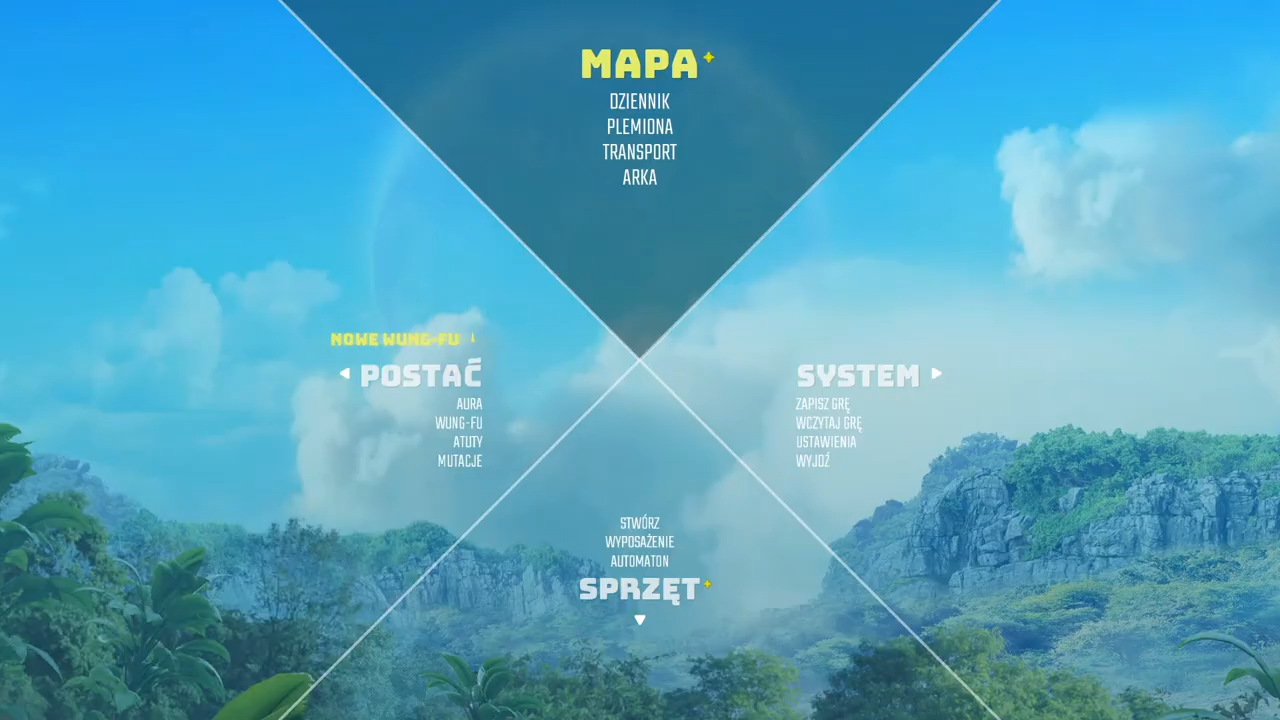 MAPA
DZIENNIK
PLEMIONA
TRANSPORT
ARKA
NOWE WUNG-FU
POSTAĆ
AURA
WUNG-FU
ATUTY
MUTACJE
SYSTEM
ZAPISZ GRĘ
WCZYTAJ GRĘ
USTAWIENIA
WYJDŹ
STWÓRZ
WYPOSAŻENIE
AUTOMATON
SPRZĘT